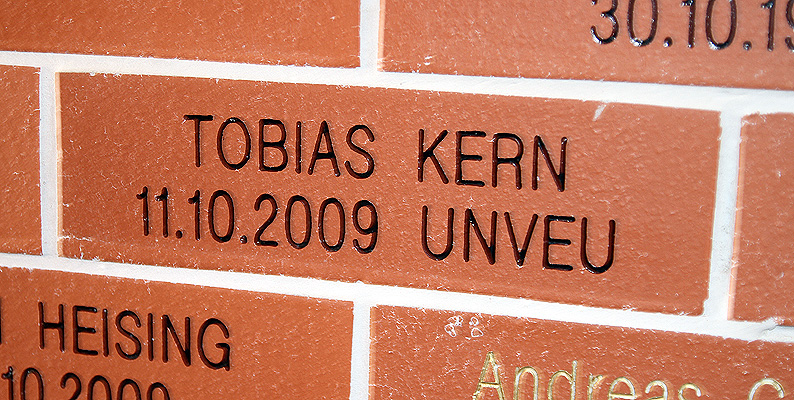 30.10.19
TOBIAS KERN
11.10.2009 UNVEU
HEISING
10.2009
Andreas